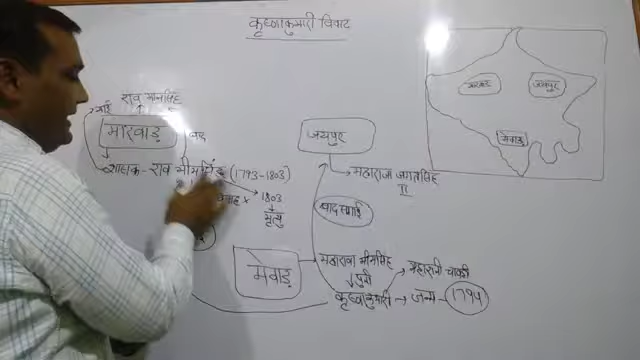 कृष्णाकुमारी विवाद
राव मानसिंह
भाई
मारवाड़
बाद
शासक - राव भीमसिंह (1793-1803)
x → 1803
मृत्यु
जयपुर
महाराजा जगतसिंह
II
बाद सगाई
मेवाड़
महाराणा भीमसिंह
पुत्री
महारानी चावड़ी
कृष्णाकुमारी → जन्म - 1794
मारवाड़
जयपुर
मेवाड़